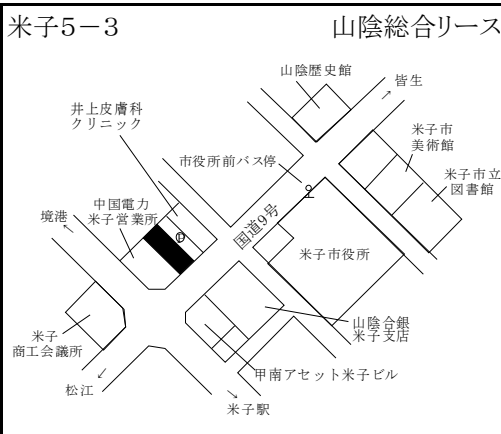 米子5－3
山陰総合リース
山陰歴史館
↗
皆生
井上皮膚科
クリニック
米子市
美術館
市役所前バス停
米子市立
図書館
中国電力
米子営業所
境港
↖
国道9号
米子市役所
米子
商工会議所
山陰合銀
米子支店
甲南アセット米子ビル
↙
松江
↘
米子駅